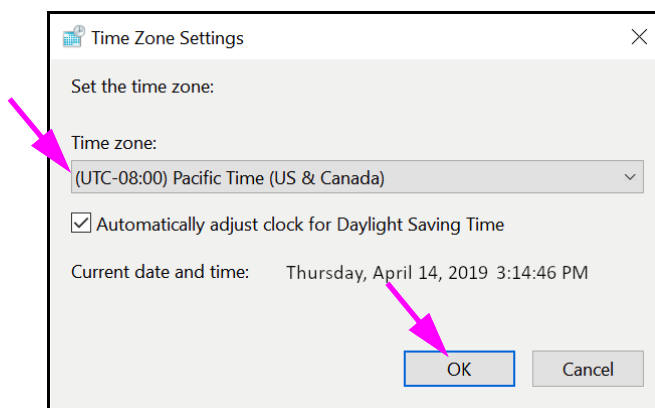 Time Zone Settings
Set the time zone:
Time zone:
(UTC-08:00) Pacific Time (US & Canada)
Automatically adjust clock for Daylight Saving Time
Current date and time: Thursday, April 14, 2019 3:14:46 PM
OK Cancel